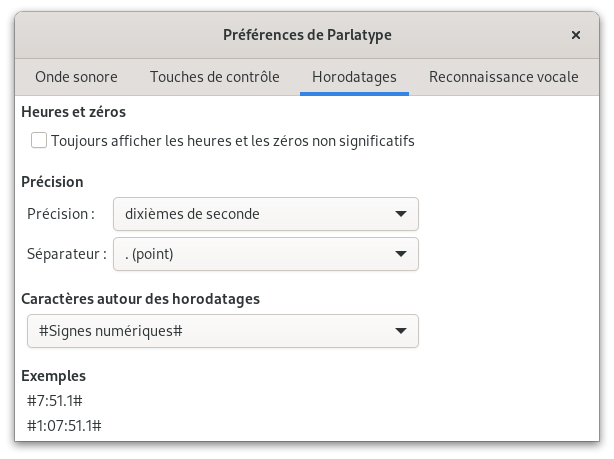 Préférences de Parlatype
Onde sonore Touches de contrôle Horodatages Reconnaissance vocale
Heures et zéros
Toujours afficher les heures et les zéros non significatifs
Précision
Précision : dixièmes de seconde
Séparateur : . (point)
Caractères autour des horodatages
#Signes numériques#
Exemples
#7:51.1#
#1:07:51.1#